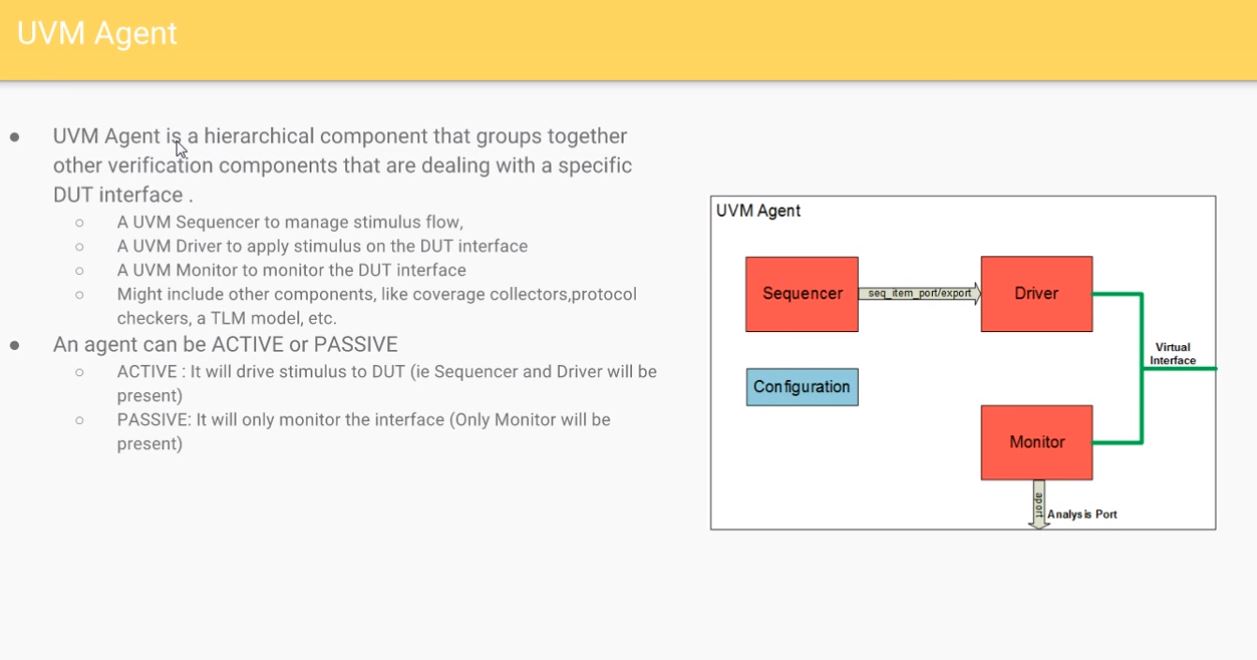 UVM Agent
UVM Agent is a hierarchical component that groups together
other verification components that are dealing with a specific
DUT interface .
A UVM Sequencer to manage stimulus flow,
A UVM Driver to apply stimulus on the DUT interface
A UVM Monitor to monitor the DUT interface
Might include other components, like coverage collectors,protocol
checkers, a TLM model, etc.
An agent can be ACTIVE or PASSIVE
ACTIVE : It will drive stimulus to DUT (ie Sequencer and Driver will be
present)
PASSIVE: It will only monitor the interface (Only Monitor will be
present)
UVM Agent
Sequencer
seq_item_port/export
Driver
Virtual
Interface
Configuration
Monitor
aport
Analysis Port